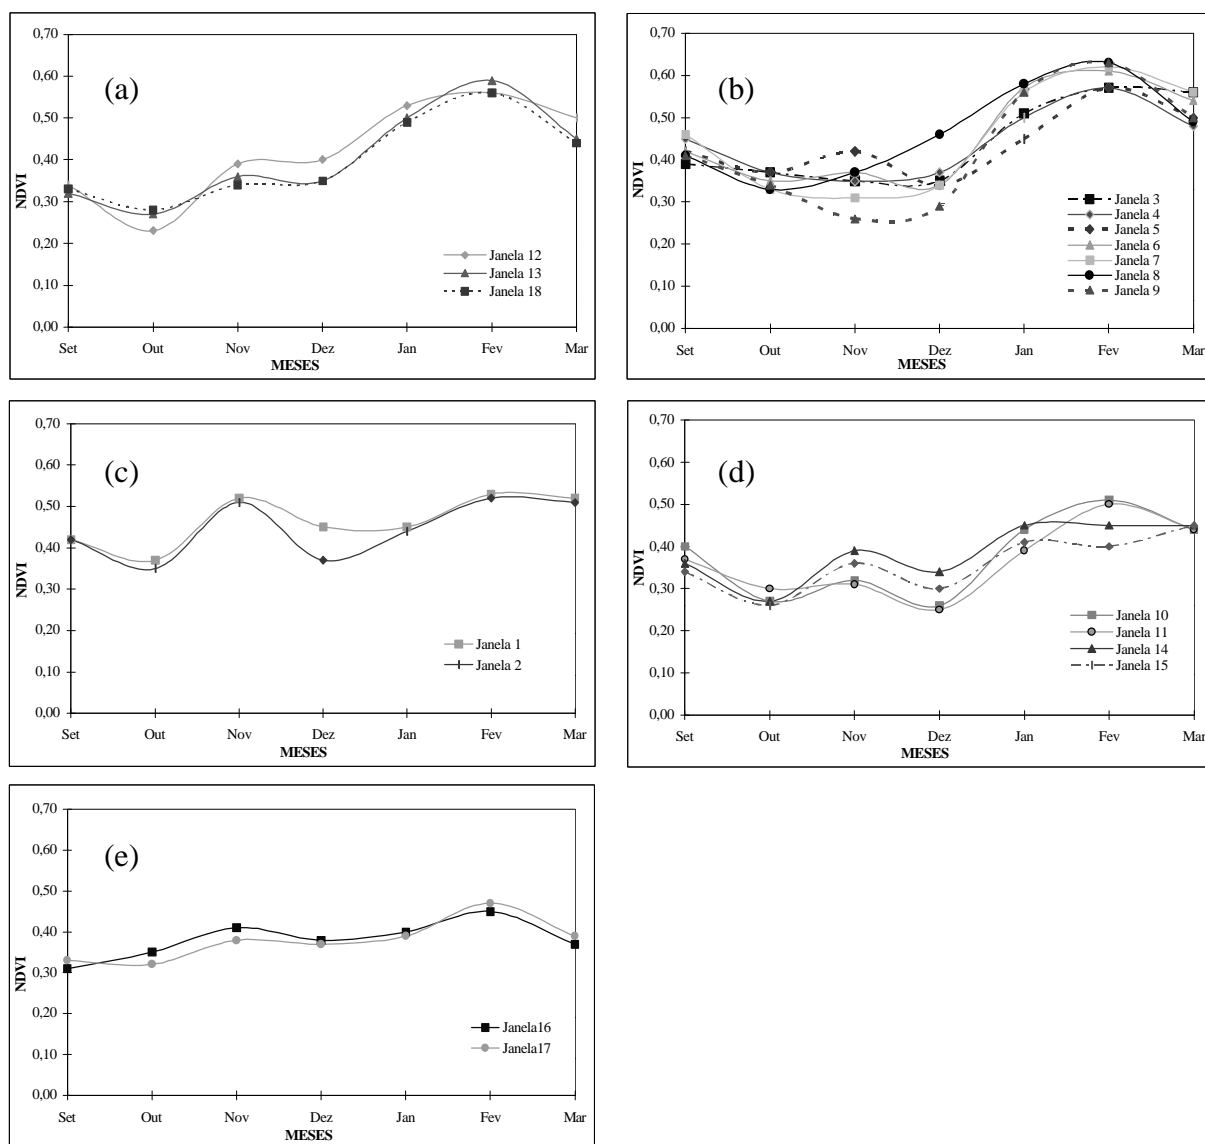 0,70
0,60
0,50
0,40
0,30
0,20
0,10
0,00
NDVI
(a)
Janela 12
Janela 13
Janela 18
Set Out Nov Dez Jan Fev Mar
MESES
0,70
0,60
0,50
0,40
0,30
0,20
0,10
0,00
NDVI
(b)
Janela 3
Janela 4
Janela 5
Janela 6
Janela 7
Janela 8
Janela 9
Set Out Nov Dez Jan Fev Mar
MESES
0,70
0,60
0,50
0,40
0,30
0,20
0,10
0,00
NDVI
(c)
Janela 1
Janela 2
Set Out Nov Dez Jan Fev Mar
MESES
0,70
0,60
0,50
0,40
0,30
0,20
0,10
0,00
NDVI
(d)
Janela 10
Janela 11
Janela 14
Janela 15
Set Out Nov Dez Jan Fev Mar
MESES
0,70
0,60
0,50
0,40
0,30
0,20
0,10
0,00
NDVI
(e)
Janela16
Janela17
Set Out Nov Dez Jan Fev Mar
MESES